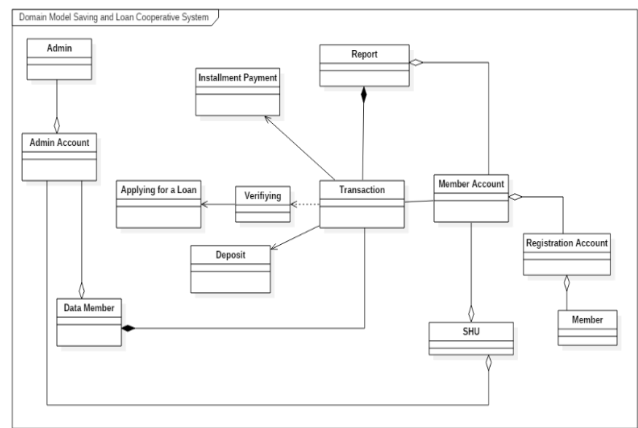 Domain Model Saving and Loan Cooperative System
Admin
Report
Installment Payment
Admin Account
Applying for a Loan
Verifiying
Transaction
Member Account
Registration Account
Deposit
Data Member
SHU
Member